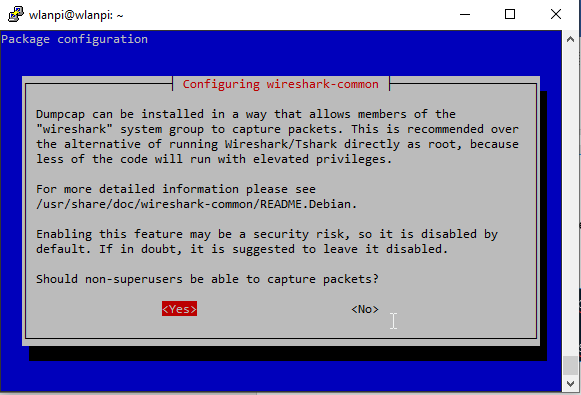 wlanpi@wlanpi: ~
Package configuration
Configuring wireshark-common
Dumpcap can be installed in a way that allows members of the
"wireshark" system group to capture packets. This is recommended over
the alternative of running Wireshark/Tshark directly as root, because
less of the code will run with elevated privileges.
For more detailed information please see
/usr/share/doc/wireshark-common/README.Debian.
Enabling this feature may be a security risk, so it is disabled by
default. If in doubt, it is suggested to leave it disabled.
Should non-superusers be able to capture packets?
<Yes> <No>